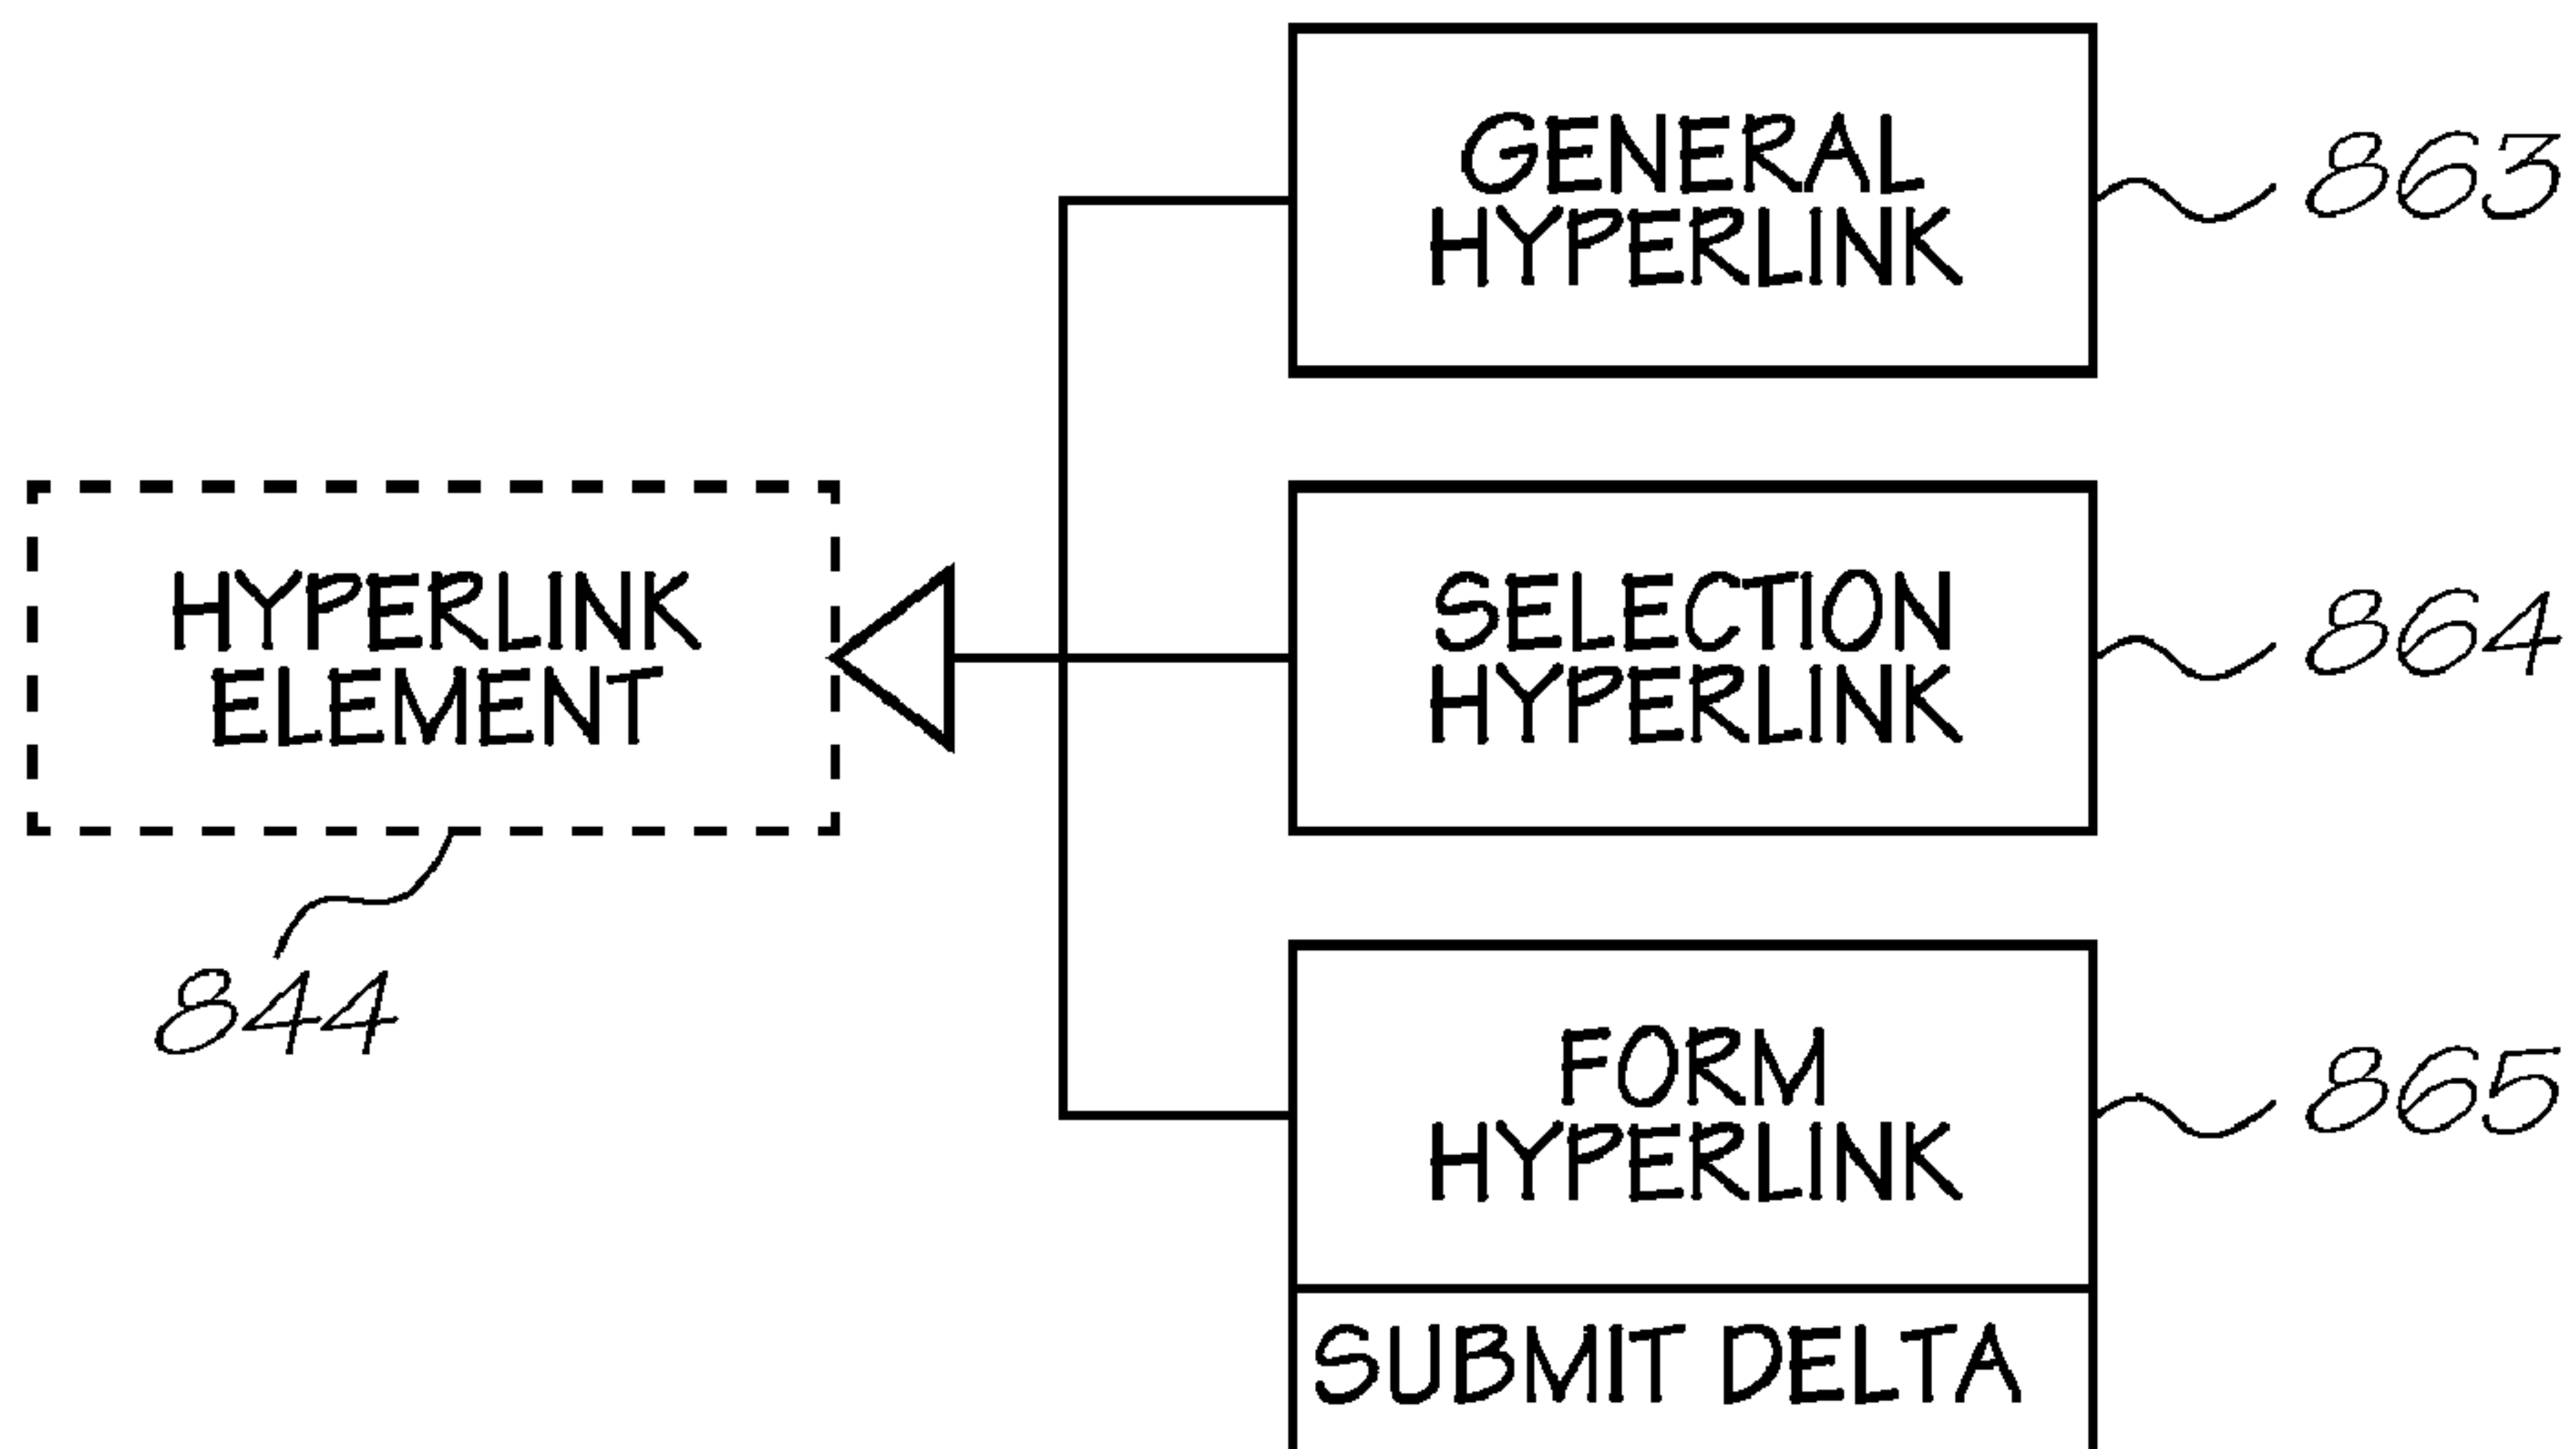 GENERAL
HYPERLINK
863
HYPERLINK
ELEMENT
844
SELECTION
HYPERLINK
864
FORM
HYPERLINK
865
SUBMIT DELTA